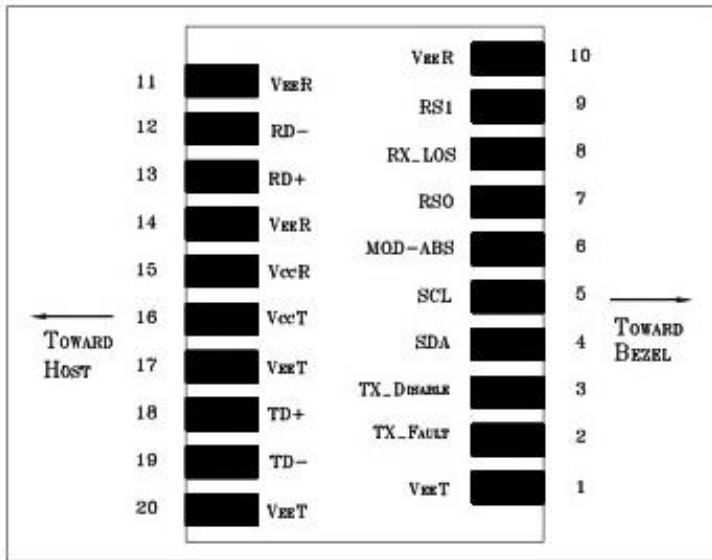 11 VEER
12 RD-
13 RD+
14 VEER
15 VccR
16 VccT
17 VEET
18 TD+
19 TD-
20 VEET
TOWARD
HOST
VEER 10
RS1 9
RX_LOS 8
RS0 7
MOD-ABS 6
SCL 5
SDA 4
TX_DISABLE 3
TX_FAULT 2
VEET 1
TOWARD
BEZEL